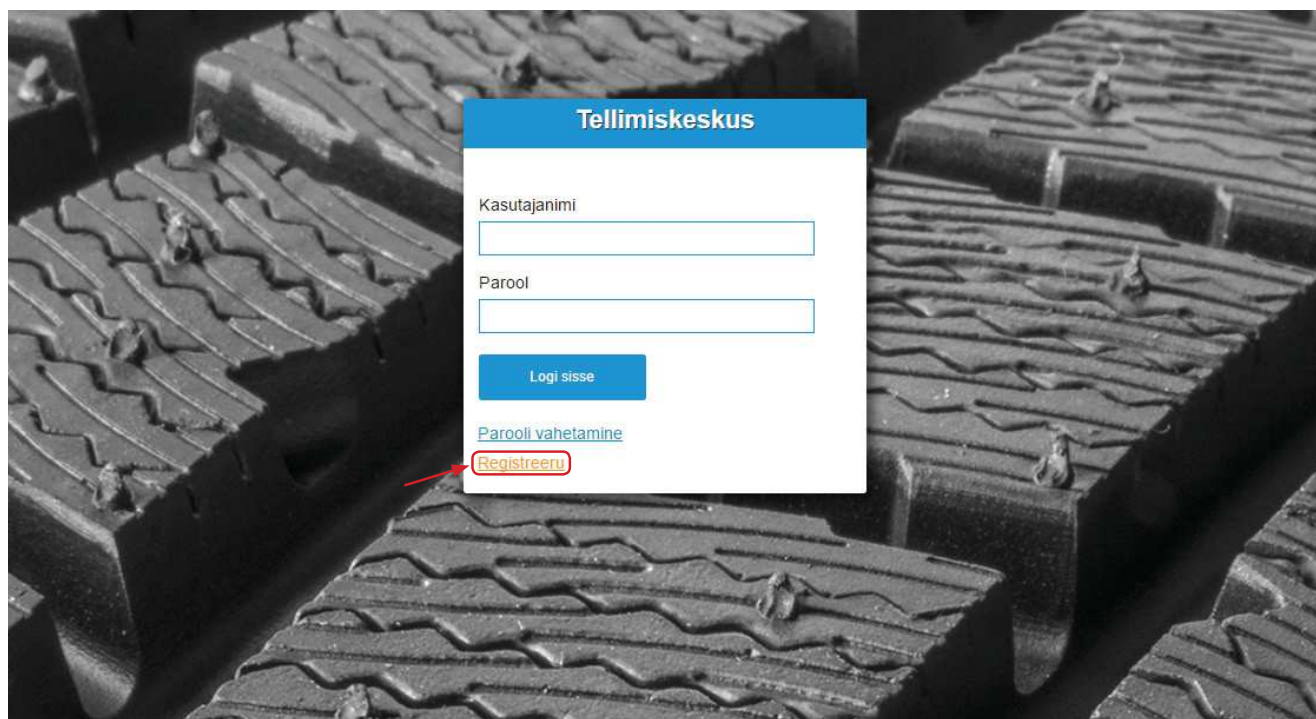 Tellimiskeskus
Kasutajanimi
Parool
Logi sisse
Parooli vahetamine
Registreeru